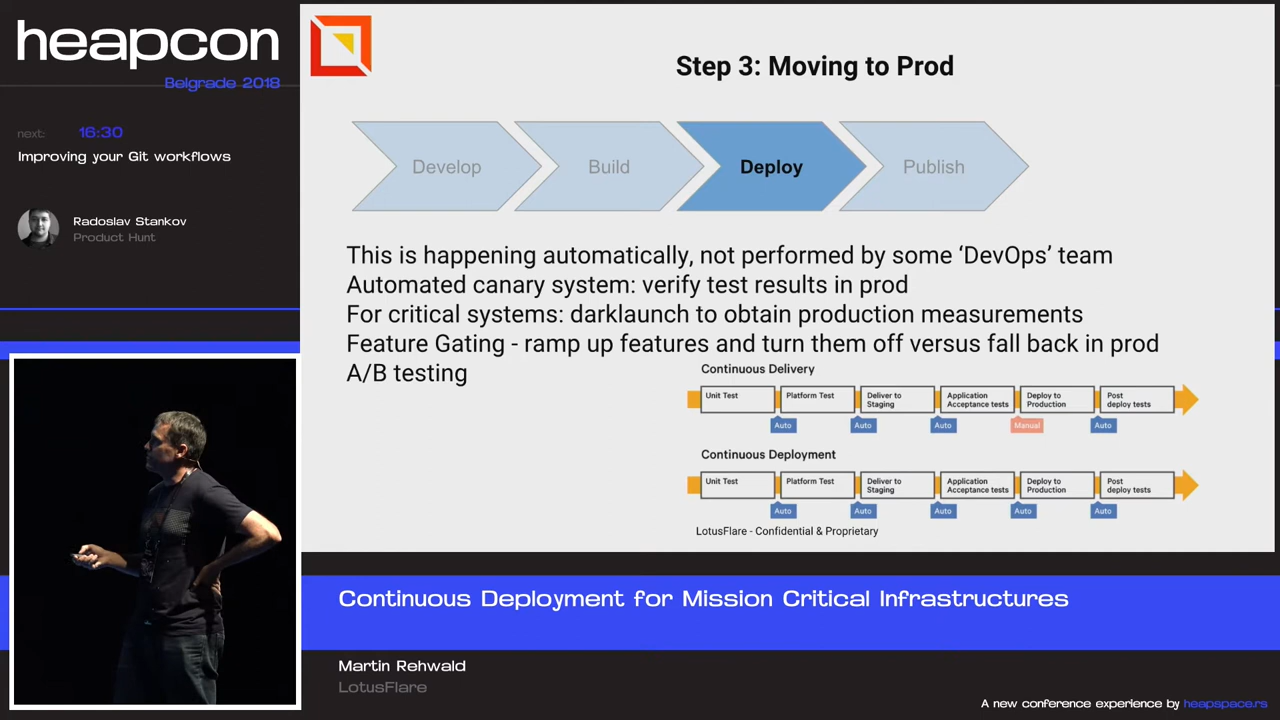 heapcon
Belgrade 2018
next: 16:30
Improving your Git workflows
Radoslav Stankov
Product Hunt
Step 3: Moving to Prod
Develop
Build
Deploy
Publish
This is happening automatically, not performed by some ‘DevOps’ team
Automated canary system: verify test results in prod
For critical systems: darklaunch to obtain production measurements
Feature Gating - ramp up features and turn them off versus fall back in prod
A/B testing
Continuous Delivery
Unit Test
Platform Test
Deliver to
Staging
Application
Acceptance tests
Deploy to
Production
Post
deploy tests
Auto
Auto
Auto
Manual
Auto
Continuous Deployment
Unit Test
Platform Test
Deliver to
Staging
Application
Acceptance tests
Deploy to
Production
Post
deploy tests
Auto
Auto
Auto
Auto
Auto
LotusFlare - Confidential & Proprietary
Continuous Deployment for Mission Critical Infrastructures
Martin Rehwald
LotusFlare
A new conference experience by heapspace.rs